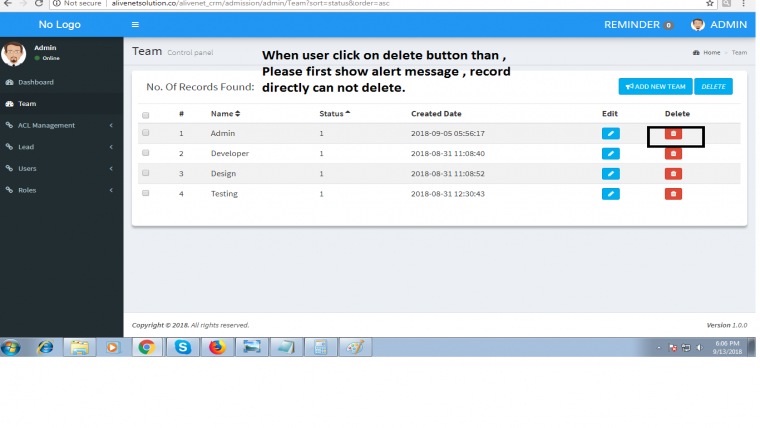 Not secure | alivenetsolution.co/alivenet_crm/admission/admin/Team?sort=status&order=asc
No Logo
REMINDER 0 ADMIN
Admin
Online
Team Control panel
Home - Team
When user click on delete button than ,
Please first show alert message , record
directly can not delete.
Dashboard
Team
ACL Management
Lead
Users
Roles
No. Of Records Found:
ADD NEW TEAM
DELETE
# Name Status Created Date Edit Delete
1 Admin 1 2018-09-05 05:56:17
2 Developer 1 2018-08-31 11:08:40
3 Design 1 2018-08-31 11:08:52
4 Testing 1 2018-08-31 12:30:43
Copyright © 2018. All rights reserved.
Version 1.0.0
6:06 PM
9/13/2018